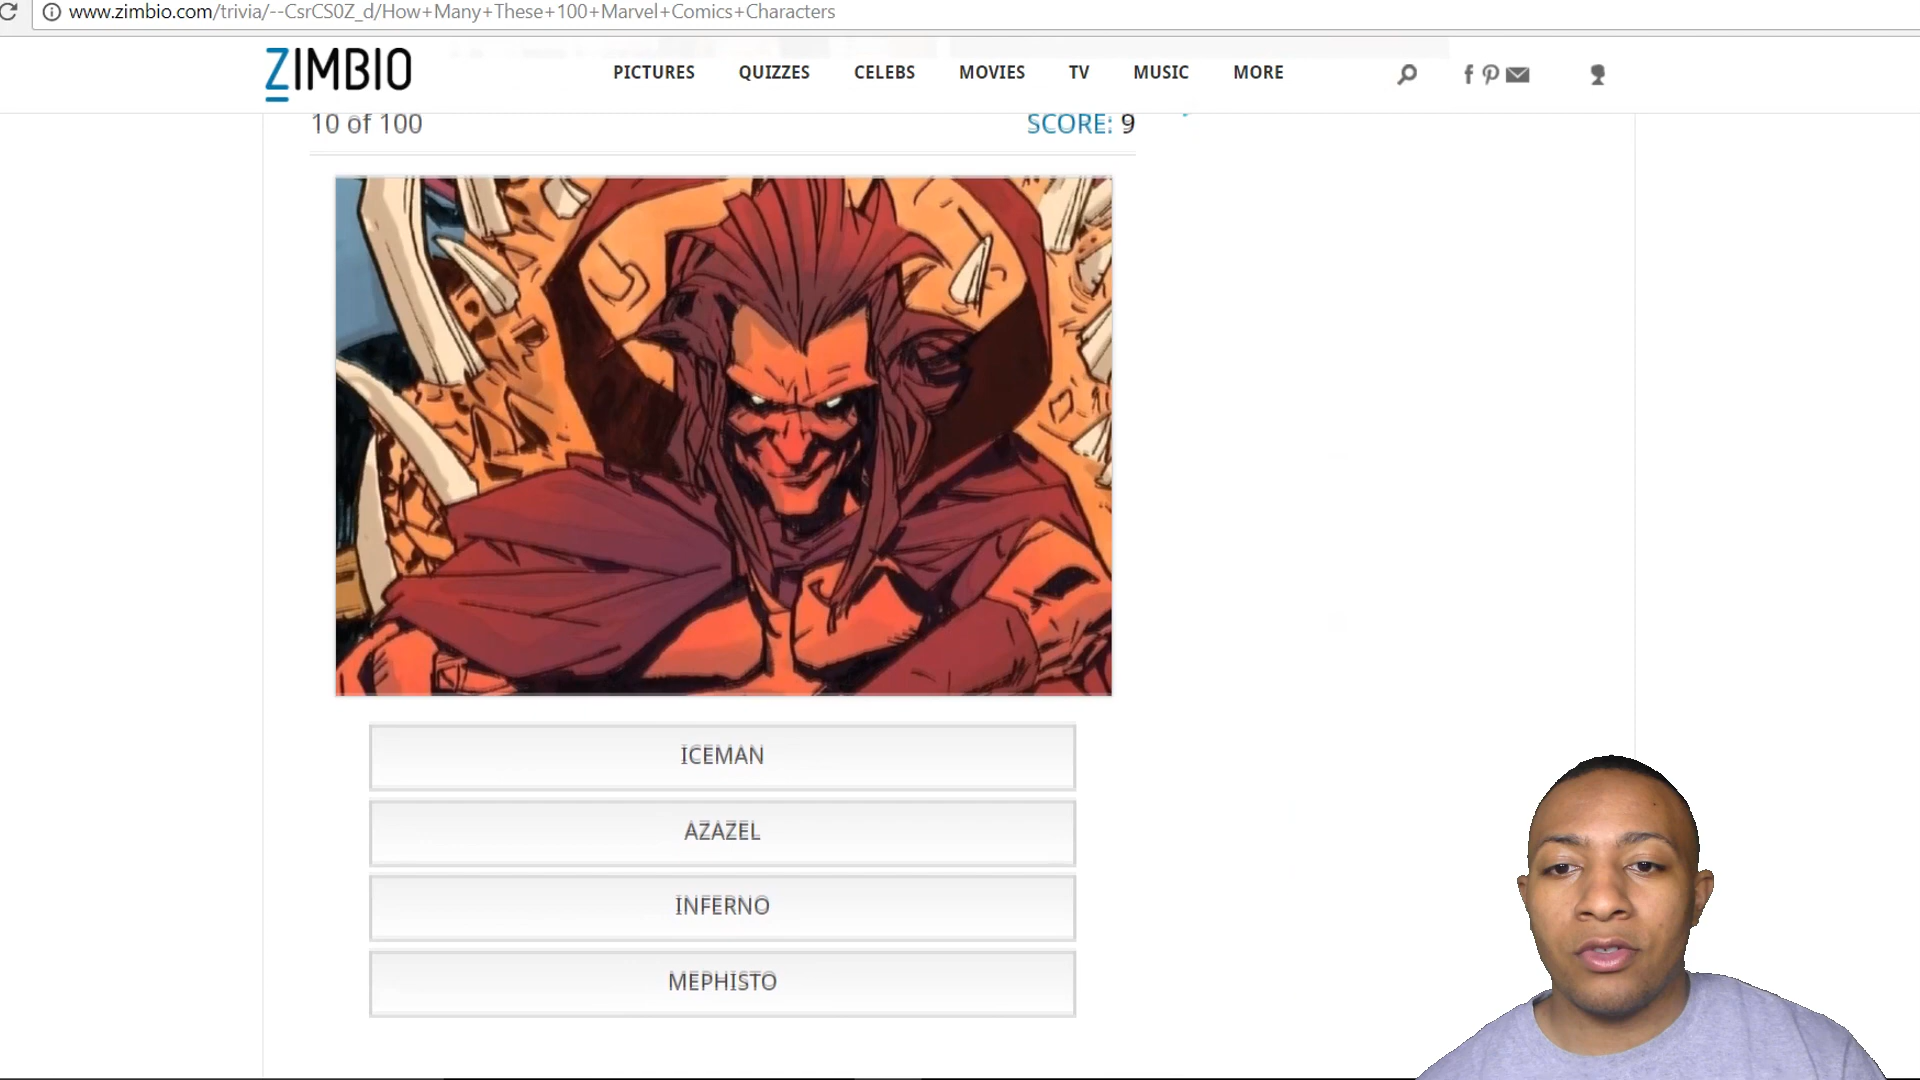 www.zimbio.com/trivia/--CsrCS0Z_d/How+Many+These+100+Marvel+Comics+Characters
ZIMBIO
PICTURES QUIZZES CELEBS MOVIES TV MUSIC MORE
10 of 100 SCORE: 9
ICEMAN
AZAZEL
INFERNO
MEPHISTO